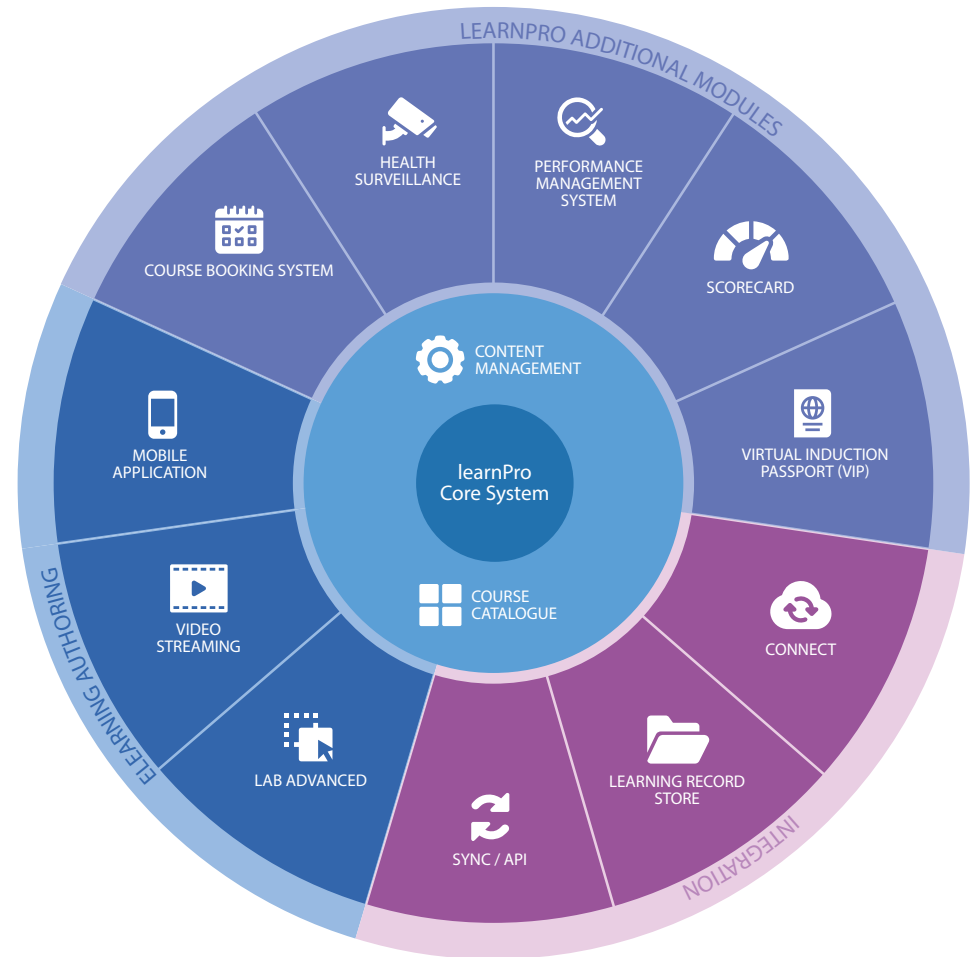 LEARNPRO ADDITIONAL MODULES
HEALTH
SURVEILLANCE
PERFORMANCE
MANAGEMENT
SYSTEM
COURSE BOOKING SYSTEM
SCORECARD
CONTENT
MANAGEMENT
MOBILE
APPLICATION
learnPro
Core System
VIRTUAL INDUCTION
PASSPORT (VIP)
ELEARNING AUTHORING
VIDEO
STREAMING
COURSE
CATALOGUE
CONNECT
LAB ADVANCED
LEARNING RECORD
STORE
SYNC / API
INTEGRATION